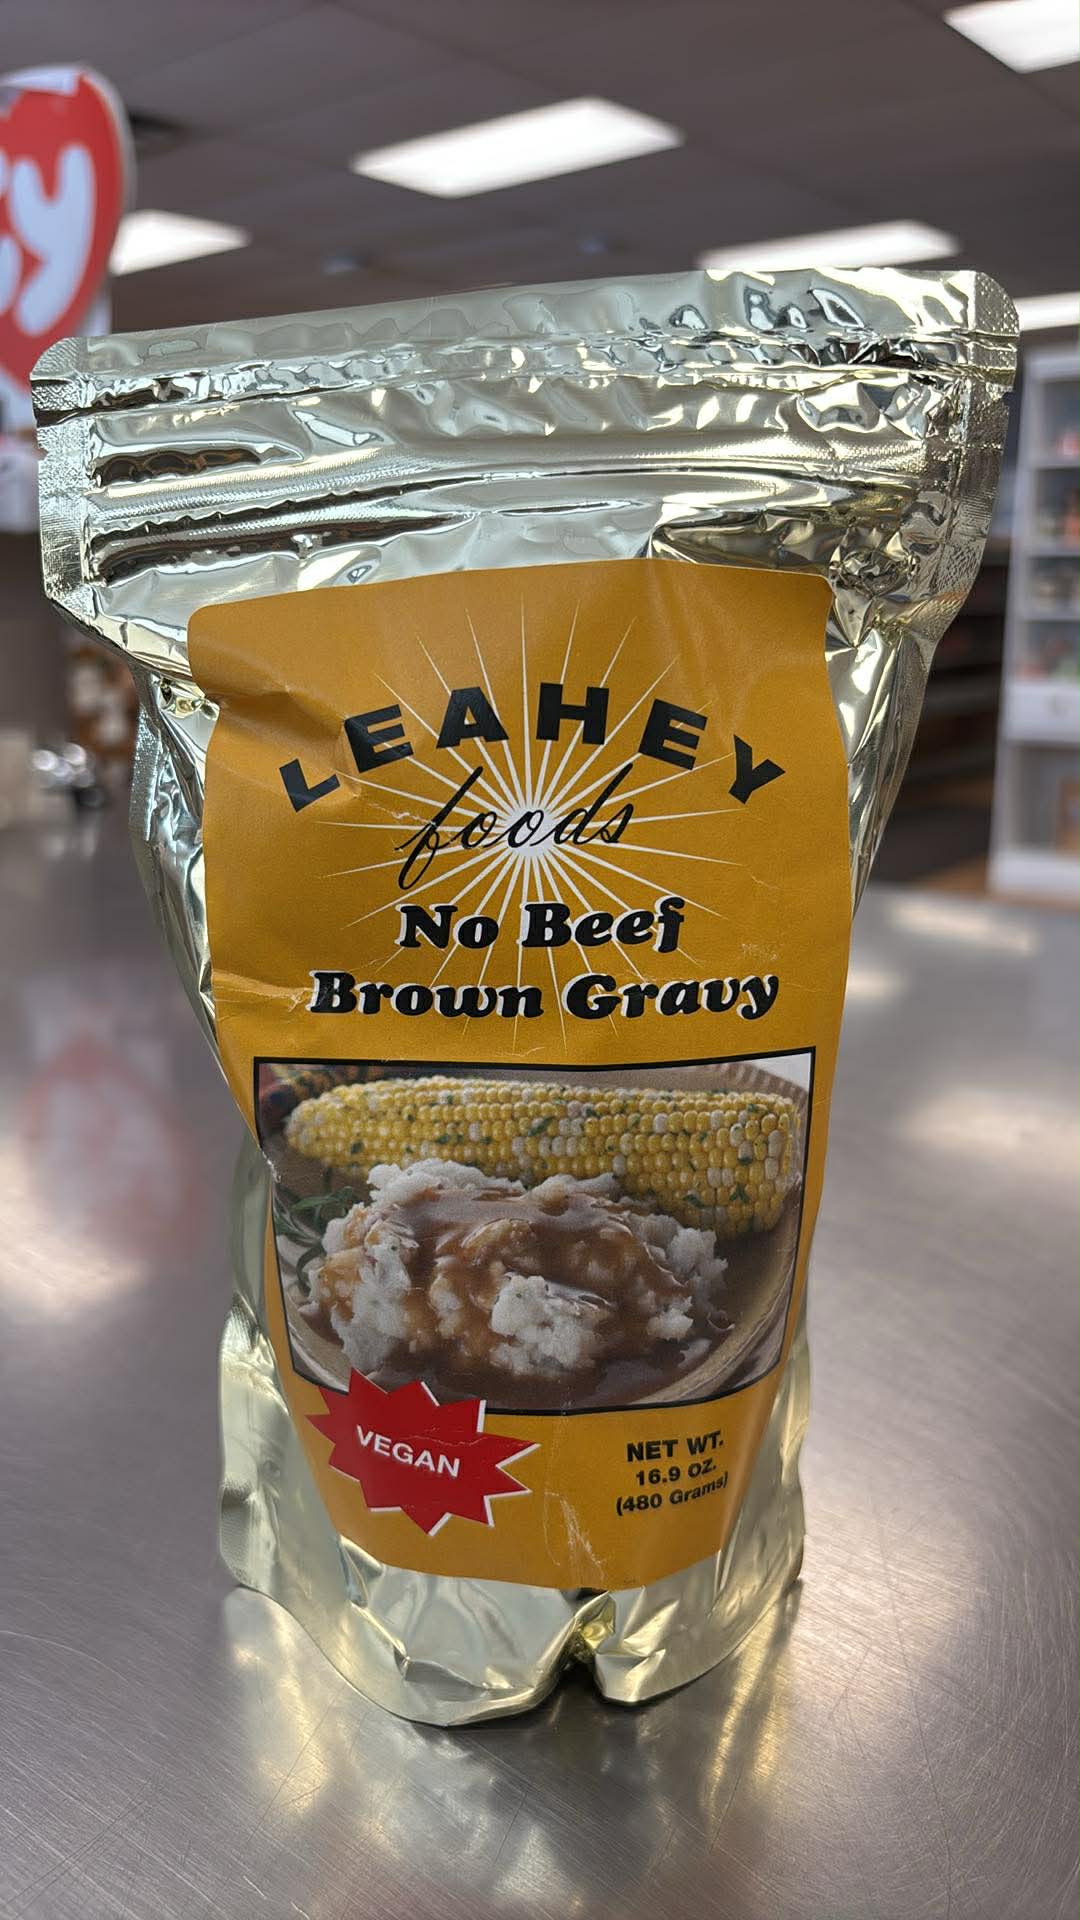 LEAHEY
foods
No Beef
Brown Gravy
VEGAN
NET WT.
16.9 OZ.
(480 Grams)